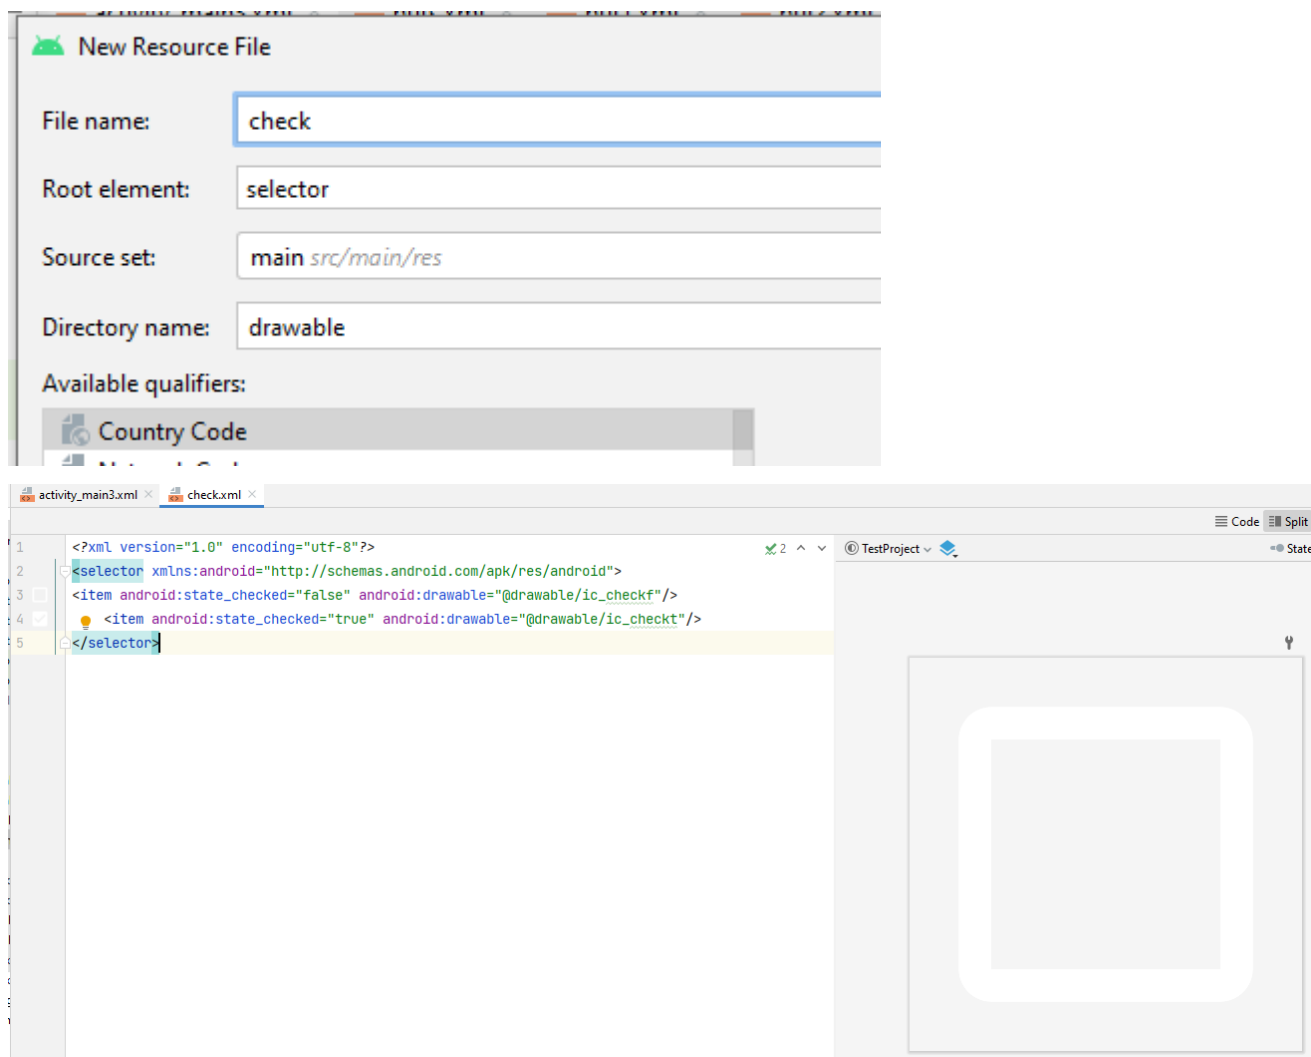 New Resource File
File name: check
Root element: selector
Source set: main src/main/res
Directory name: drawable
Available qualifiers:
Country Code
activity_main3.xml check.xml
Code Split
1 <?xml version="1.0" encoding="utf-8"?>
2 <selector xmlns:android="http://schemas.android.com/apk/res/android">
3 <item android:state_checked="false" android:drawable="@drawable/ic_checkf"/>
4 <item android:state_checked="true" android:drawable="@drawable/ic_checkt"/>
5 </selector>
2
TestProject
State